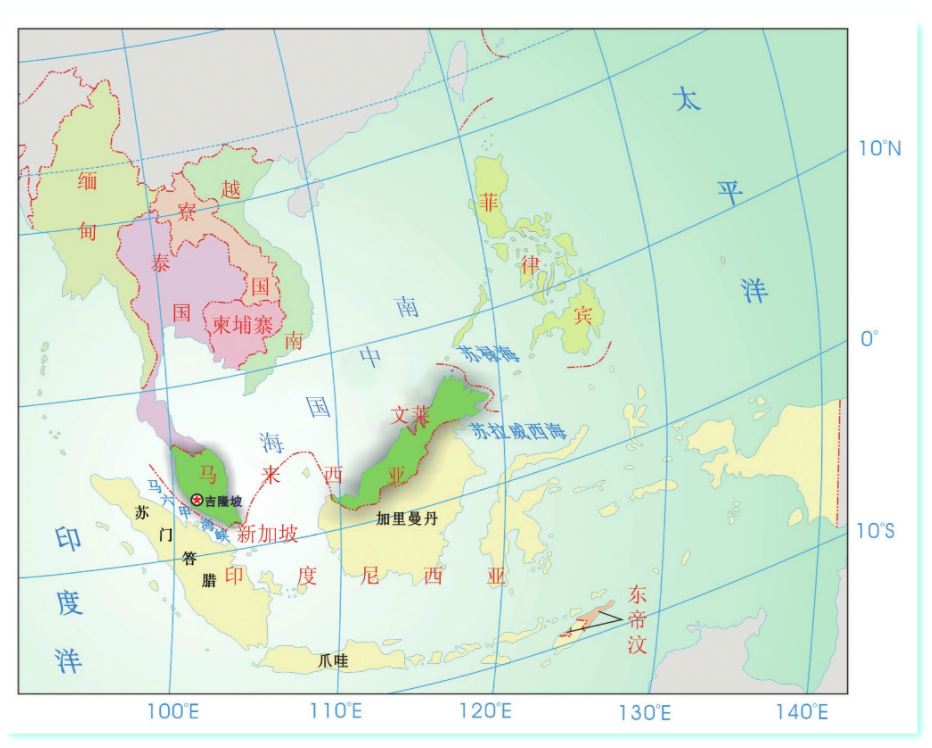 太平洋
10°N
0°
10°S
缅甸
寮国
越南
泰国
柬埔寨
菲律宾
南中国海
苏禄海
文莱
苏拉威西海
马来西亚
吉隆坡
马六甲海峡
新加坡
苏门答腊
加里曼丹
印度尼西亚
印度洋
爪哇
东帝汶
100°E
110°E
120°E
130°E
140°E